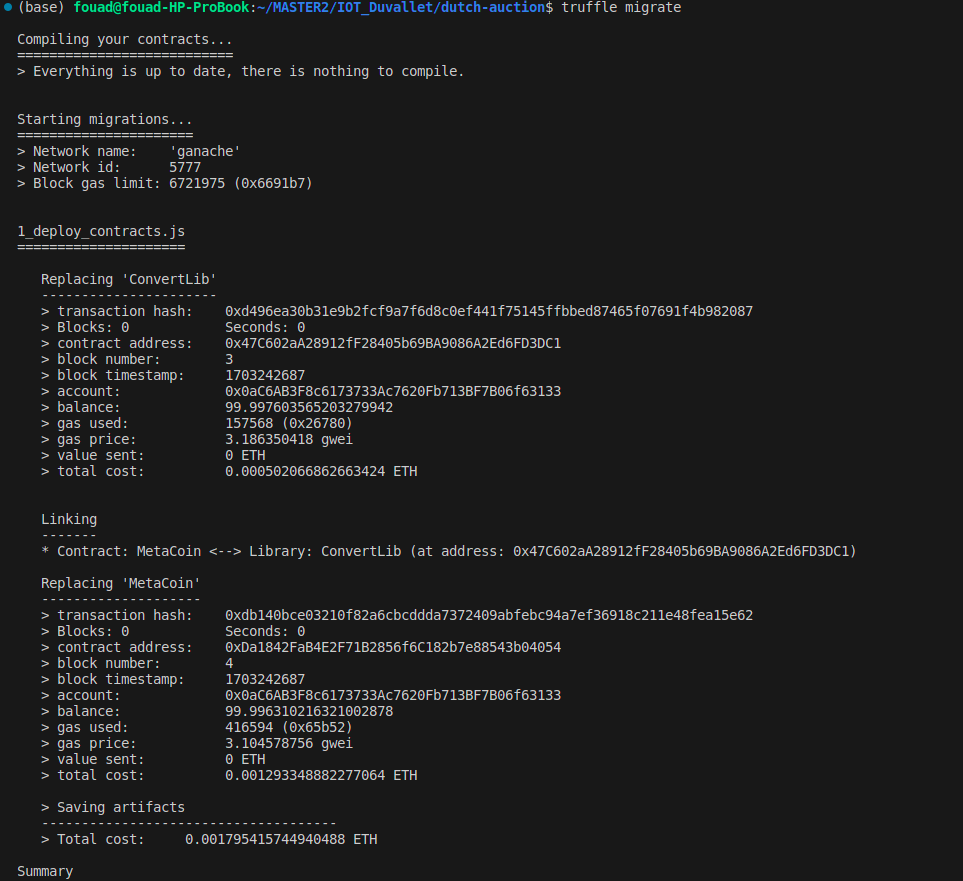 (base) fouad@fouad-HP-ProBook:~/MASTER2/IOT_Duvallet/dutch-auction$ truffle migrate
Compiling your contracts...
===========================
> Everything is up to date, there is nothing to compile.
Starting migrations...
======================
> Network name:    'ganache'
> Network id:      5777
> Block gas limit: 6721975 (0x6691b7)
1_deploy_contracts.js
=====================
Replacing 'ConvertLib'
----------------------
> transaction hash:    0xd496ea30b31e9b2fcf9a7f6d8c0ef441f75145ffbbed87465f07691f4b982087
> Blocks: 0            Seconds: 0
> contract address:    0x47C602aA28912fF28405b69BA9086A2Ed6FD3DC1
> block number:        3
> block timestamp:     1703242687
> account:             0x0aC6AB3F8c6173733Ac7620Fb713BF7B06f63133
> balance:             99.997603565203279942
> gas used:            157568 (0x26780)
> gas price:           3.186350418 gwei
> value sent:          0 ETH
> total cost:          0.000502066862663424 ETH
Linking
-------
* Contract: MetaCoin <--> Library: ConvertLib (at address: 0x47C602aA28912fF28405b69BA9086A2Ed6FD3DC1)
Replacing 'MetaCoin'
--------------------
> transaction hash:    0xdb140bce03210f82a6cbcddda7372409abfebc94a7ef36918c211e48fea15e62
> Blocks: 0            Seconds: 0
> contract address:    0xDa1842FaB4E2F71B2856f6C182b7e88543b04054
> block number:        4
> block timestamp:     1703242687
> account:             0x0aC6AB3F8c6173733Ac7620Fb713BF7B06f63133
> balance:             99.996310216321002878
> gas used:            416594 (0x65b52)
> gas price:           3.104578756 gwei
> value sent:          0 ETH
> total cost:          0.001293348882277064 ETH
> Saving artifacts
-------------------------------------
> Total cost:     0.001795415744940488 ETH
Summary